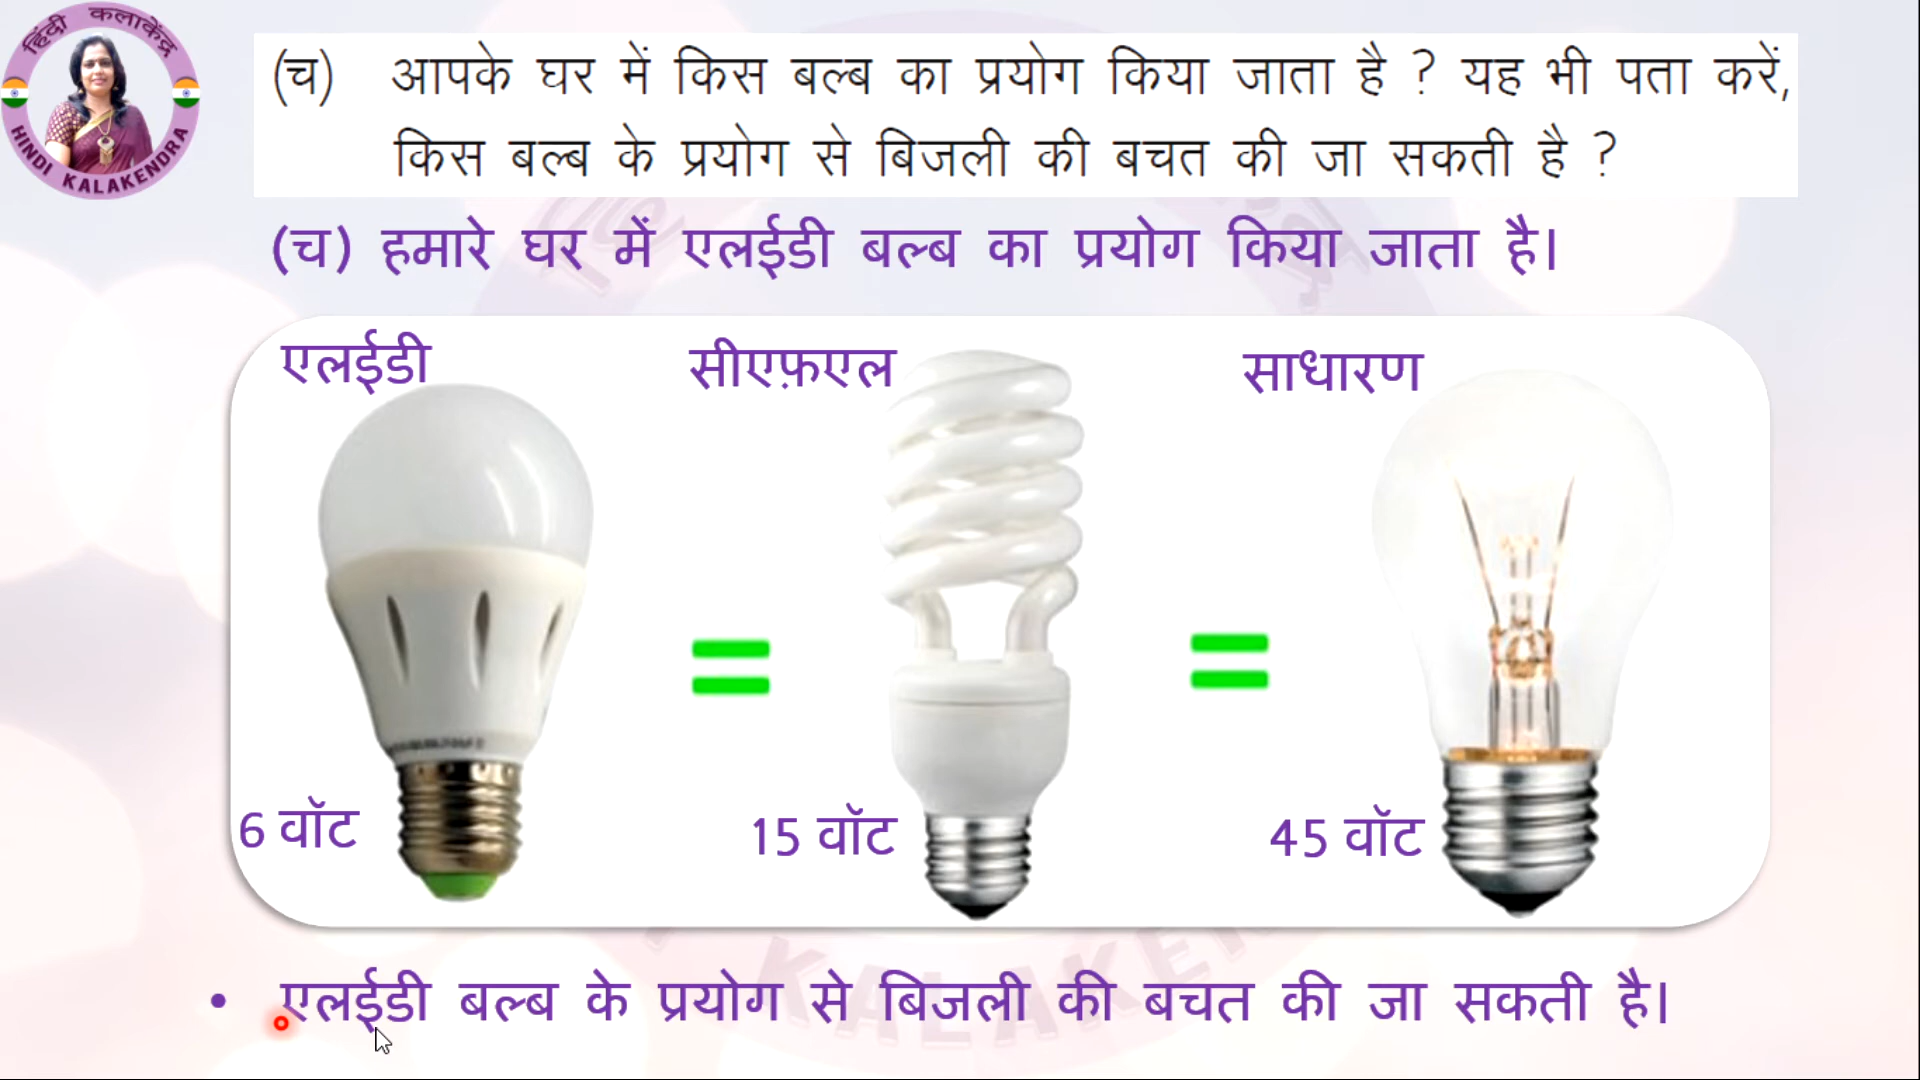 हिंदी कलाकेंद्र
HINDI KALAKENDRA
(च) आपके घर में किस बल्ब का प्रयोग किया जाता है ? यह भी पता करें,
किस बल्ब के प्रयोग से बिजली की बचत की जा सकती है ?
(च) हमारे घर में एलईडी बल्ब का प्रयोग किया जाता है।
एलईडी
सीएफ़एल
साधारण
6 वॉट
15 वॉट
45 वॉट
• एलईडी बल्ब के प्रयोग से बिजली की बचत की जा सकती है।